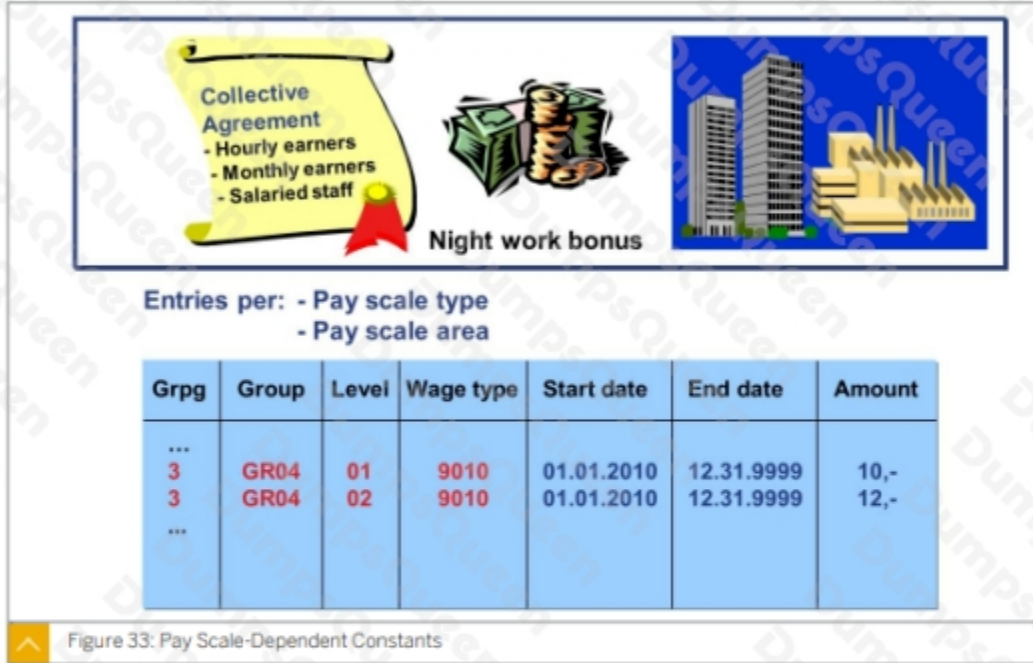 Collective
Agreement
- Hourly earners
- Monthly earners
- Salaried staff
Night work bonus
Entries per: - Pay scale type
- Pay scale area
Grpg Group Level Wage type Start date End date Amount
...
3 GR04 01 9010 01.01.2010 12.31.9999 10,-
3 GR04 02 9010 01.01.2010 12.31.9999 12,-
...
Figure 33: Pay Scale-Dependent Constants
DumpsQueen